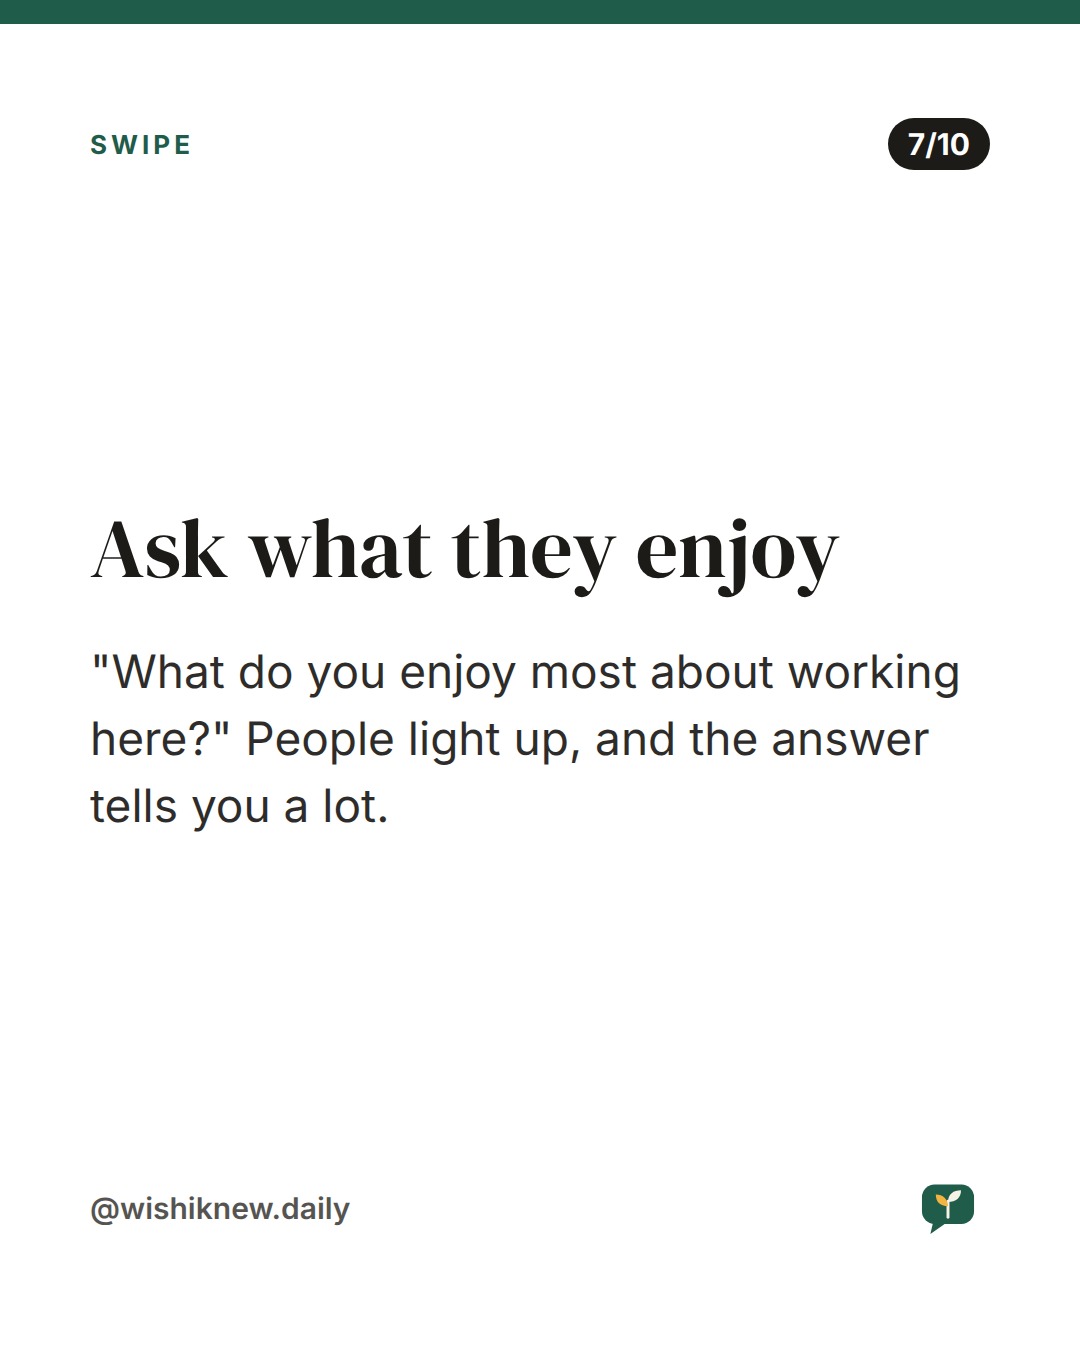 SWIPE
7/10
Ask what they enjoy
"What do you enjoy most about working
here?" People light up, and the answer
tells you a lot.
@wishiknew.daily